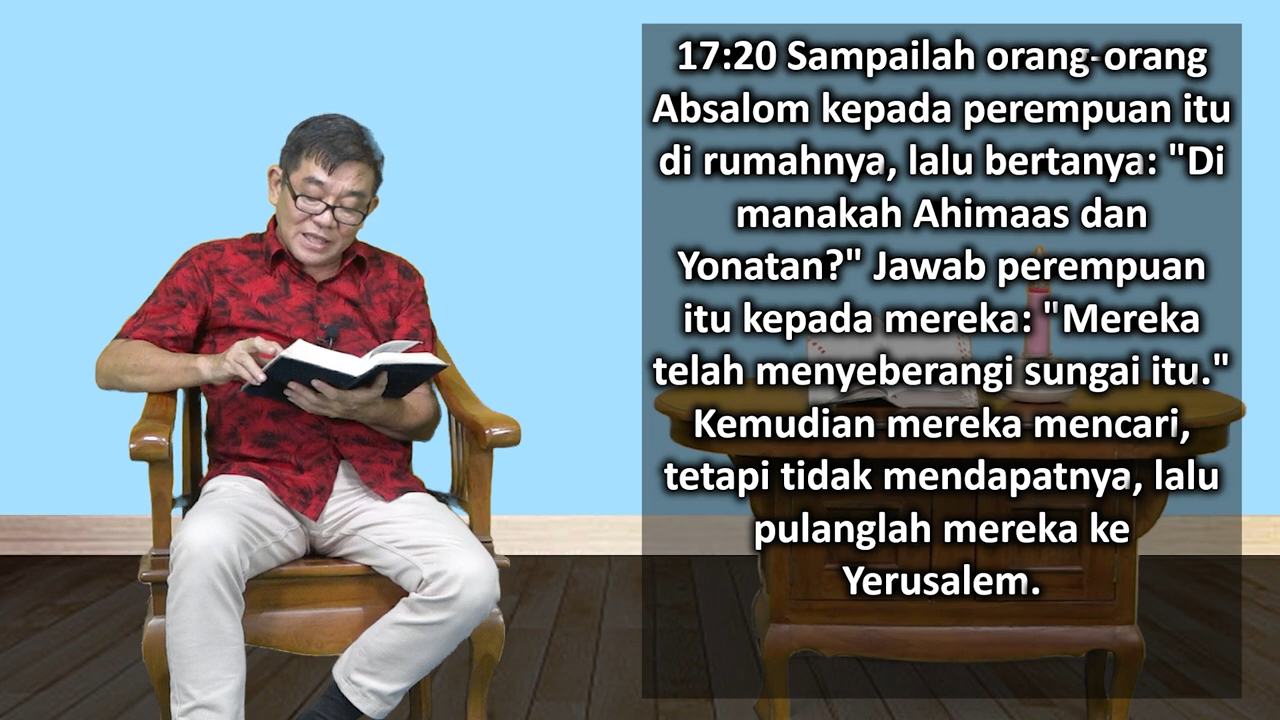 17:20 Sampailah orang-orang
Absalom kepada perempuan itu
di rumahnya, lalu bertanya: "Di
manakah Ahimaas dan
Yonatan?" Jawab perempuan
itu kepada mereka: "Mereka
telah menyeberangi sungai itu."
Kemudian mereka mencari,
tetapi tidak mendapatnya, lalu
pulanglah mereka ke
Yerusalem.